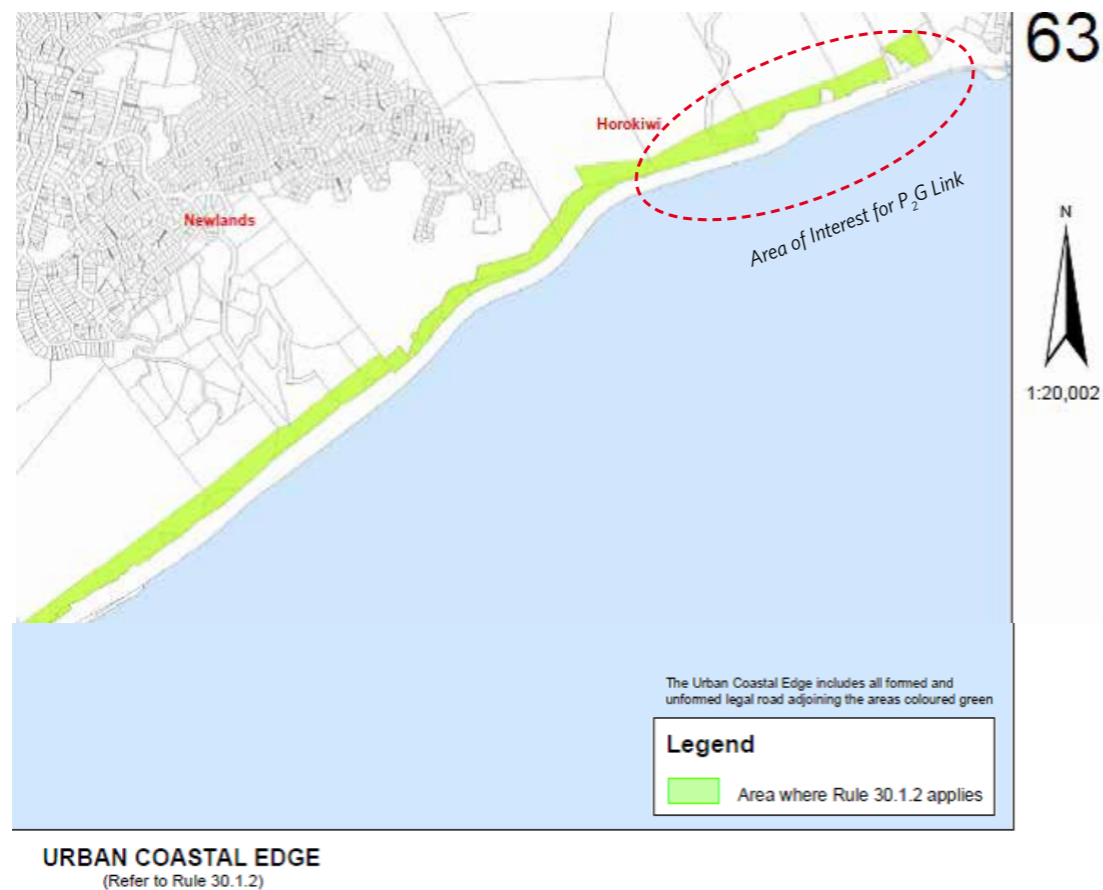 63
Horokiwi
Newlands
Area of Interest for P₂G Link
N
1:20,002
The Urban Coastal Edge includes all formed and
unformed legal road adjoining the areas coloured green
Legend
Area where Rule 30.1.2 applies
URBAN COASTAL EDGE
(Refer to Rule 30.1.2)